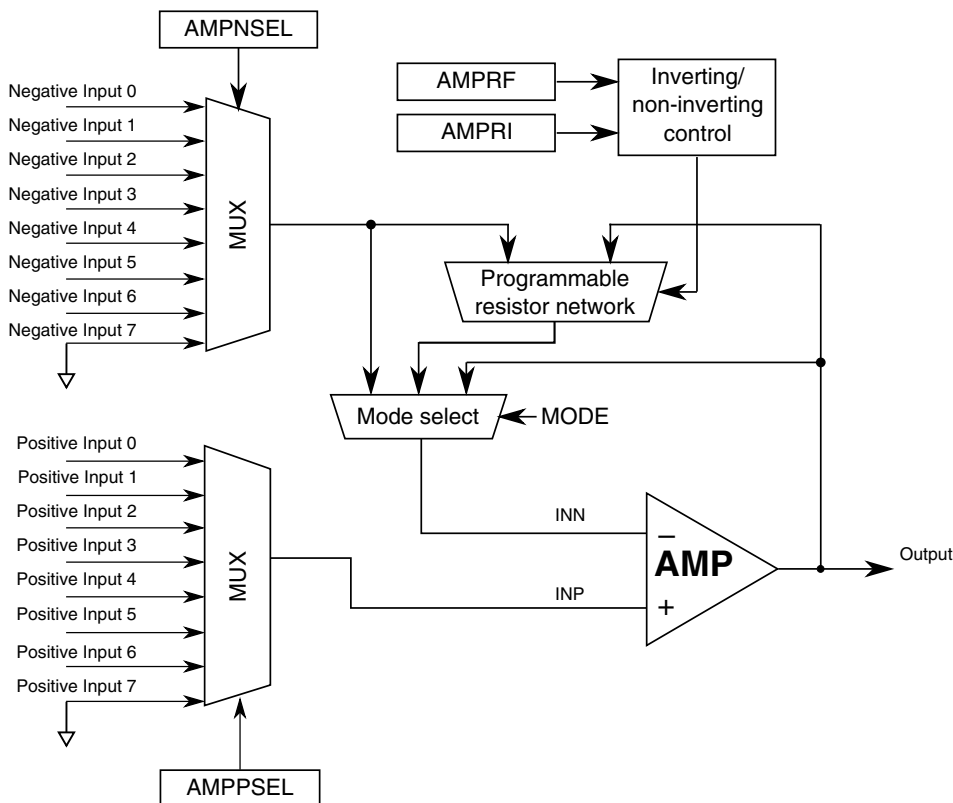 AMPNSEL
AMPRF
AMPRI
Inverting/
non-inverting
control
Negative Input 0
Negative Input 1
Negative Input 2
Negative Input 3
Negative Input 4
Negative Input 5
Negative Input 6
Negative Input 7
MUX
Programmable
resistor network
Mode select
MODE
Positive Input 0
Positive Input 1
Positive Input 2
Positive Input 3
Positive Input 4
Positive Input 5
Positive Input 6
Positive Input 7
MUX
INN
INP
−
AMP
+
Output
AMPPSEL